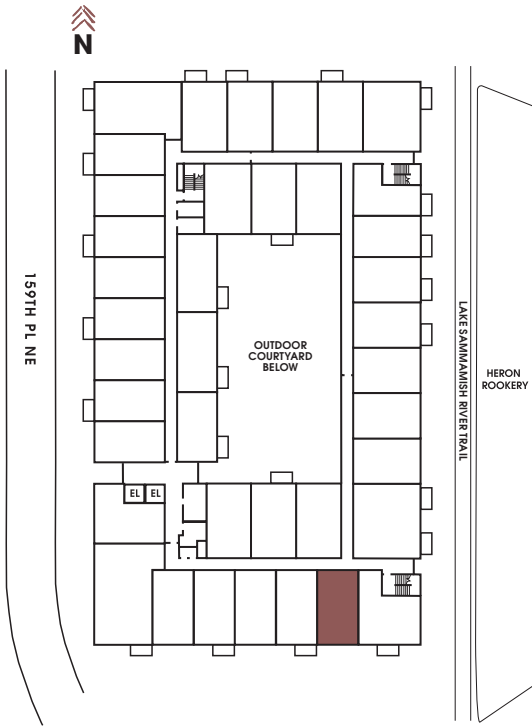 N
159TH PL NE
OUTDOOR
COURTYARD
BELOW
LAKE SAMMAMISH RIVER TRAIL
HERON
ROOKERY
EL EL